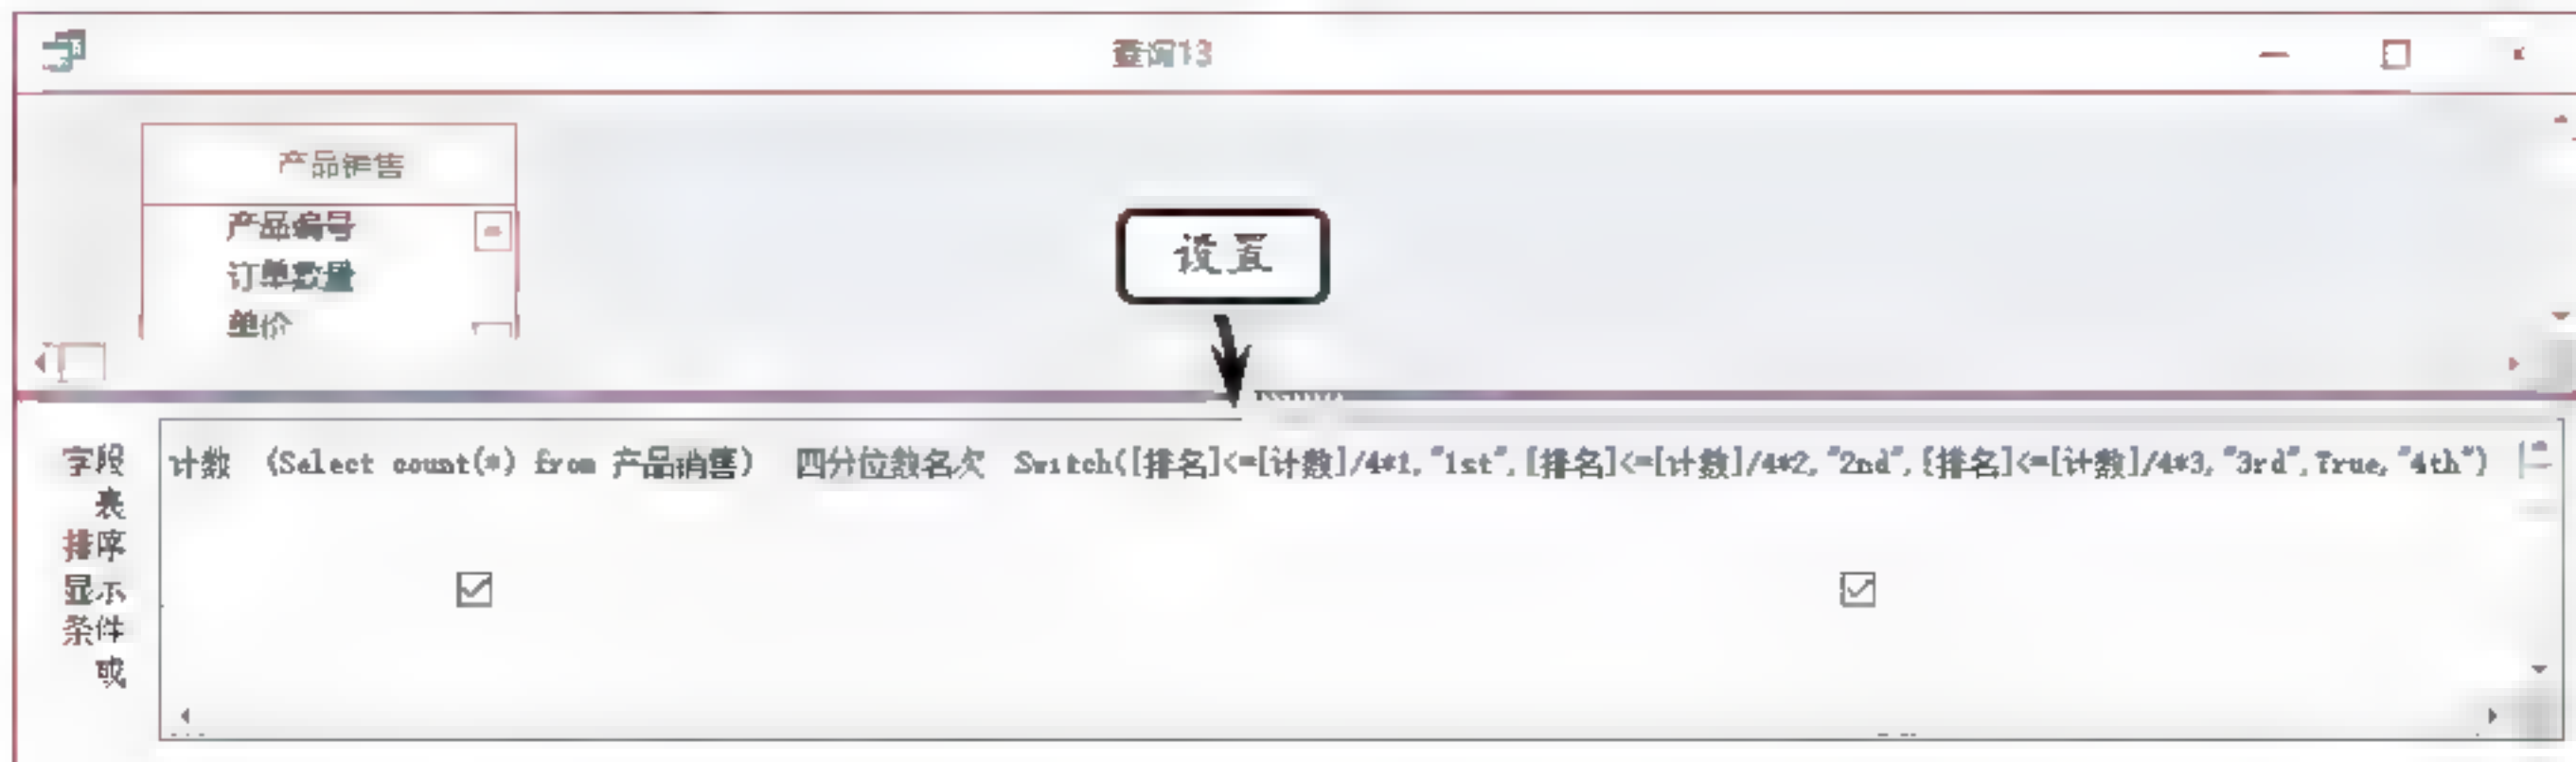 查询13
产品销售
产品编号
订单数量
单价
设置
字段 计数 (Select count(*) from 产品销售) 四分位数名次 Switch([排名]<=[计数]/4*1,"1st",[排名]<=[计数]/4*2,"2nd",[排名]<=[计数]/4*3,"3rd",True,"4th")
表
排序
显示
条件
或